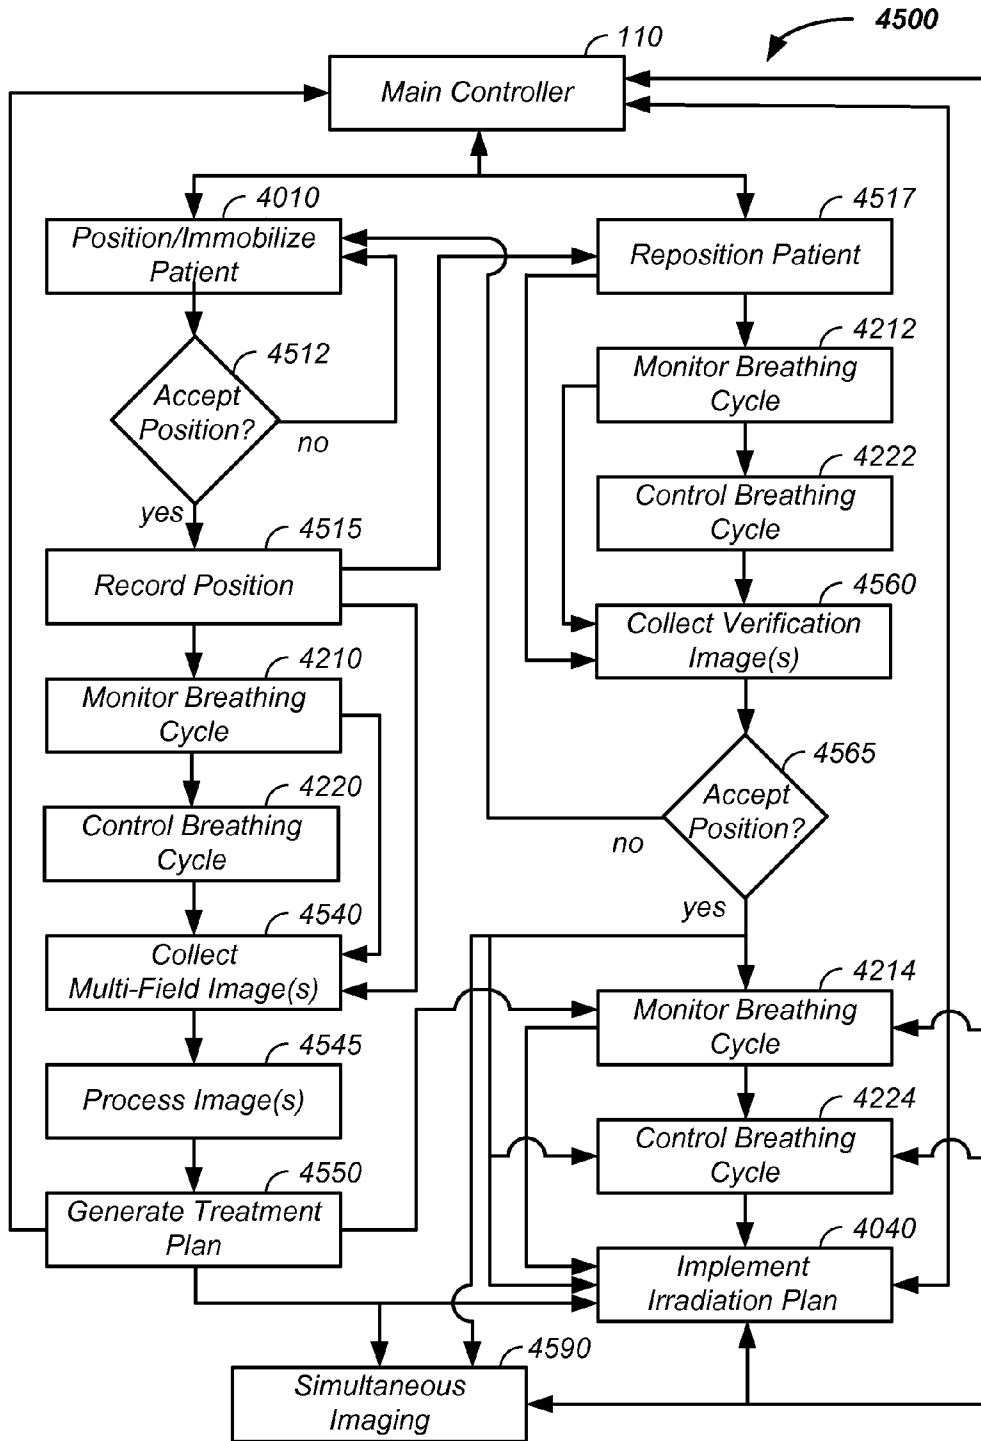 4500
110
Main Controller
4010
Position/Immobilize
Patient
4517
Reposition Patient
4512
Accept
Position?
no
yes
4212
Monitor Breathing
Cycle
4222
Control Breathing
Cycle
4515
Record Position
4560
Collect Verification
Image(s)
4210
Monitor Breathing
Cycle
4565
Accept
Position?
no
yes
4220
Control Breathing
Cycle
4540
Collect
Multi-Field Image(s)
4214
Monitor Breathing
Cycle
4545
Process Image(s)
4224
Control Breathing
Cycle
4550
Generate Treatment
Plan
4040
Implement
Irradiation Plan
4590
Simultaneous
Imaging